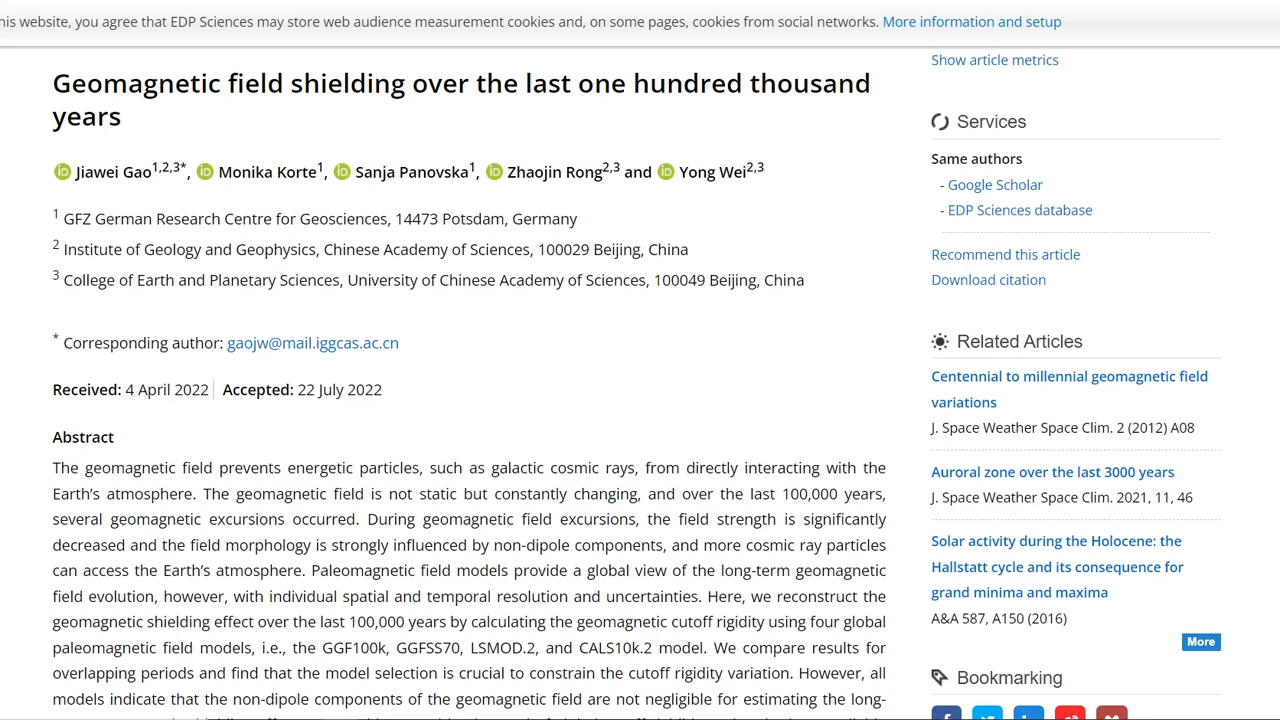 his website, you agree that EDP Sciences may store web audience measurement cookies and, on some pages, cookies from social networks. More information and setup
Geomagnetic field shielding over the last one hundred thousand
years
Jiawei Gao1,2,3*, Monika Korte1, Sanja Panovska1, Zhaojin Rong2,3 and Yong Wei2,3
1 GFZ German Research Centre for Geosciences, 14473 Potsdam, Germany
2 Institute of Geology and Geophysics, Chinese Academy of Sciences, 100029 Beijing, China
3 College of Earth and Planetary Sciences, University of Chinese Academy of Sciences, 100049 Beijing, China
* Corresponding author: gaojw@mail.iggcas.ac.cn
Received: 4 April 2022 Accepted: 22 July 2022
Abstract
The geomagnetic field prevents energetic particles, such as galactic cosmic rays, from directly interacting with the
Earth’s atmosphere. The geomagnetic field is not static but constantly changing, and over the last 100,000 years,
several geomagnetic excursions occurred. During geomagnetic field excursions, the field strength is significantly
decreased and the field morphology is strongly influenced by non-dipole components, and more cosmic ray particles
can access the Earth’s atmosphere. Paleomagnetic field models provide a global view of the long-term geomagnetic
field evolution, however, with individual spatial and temporal resolution and uncertainties. Here, we reconstruct the
geomagnetic shielding effect over the last 100,000 years by calculating the geomagnetic cutoff rigidity using four global
paleomagnetic field models, i.e., the GGF100k, GGFSS70, LSMOD.2, and CALS10k.2 model. We compare results for
overlapping periods and find that the model selection is crucial to constrain the cutoff rigidity variation. However, all
models indicate that the non-dipole components of the geomagnetic field are not negligible for estimating the long-
Show article metrics
Services
Same authors
- Google Scholar
- EDP Sciences database
Recommend this article
Download citation
Related Articles
Centennial to millennial geomagnetic field
variations
J. Space Weather Space Clim. 2 (2012) A08
Auroral zone over the last 3000 years
J. Space Weather Space Clim. 2021, 11, 46
Solar activity during the Holocene: the
Hallstatt cycle and its consequence for
grand minima and maxima
A&A 587, A150 (2016)
More
Bookmarking